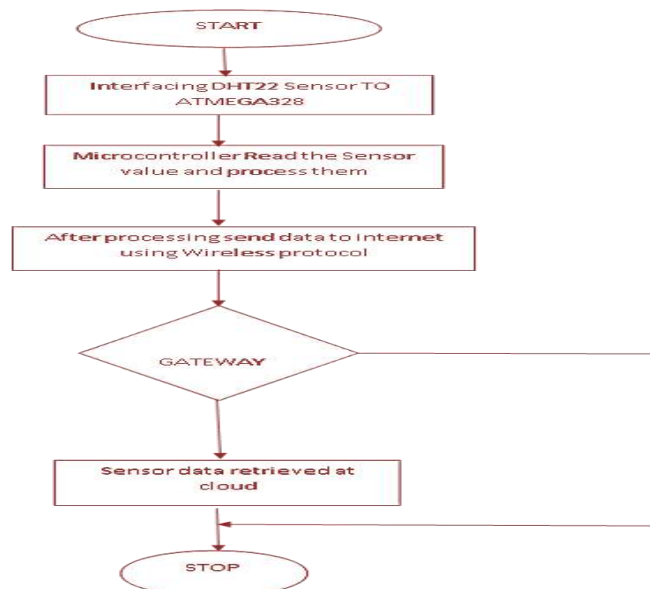 START
Interfacing DHT22 Sensor TO
ATMEGA328
Microcontroller Read the Sensor
value and process them
After processing send data to internet
using Wireless protocol
GATEWAY
Sensor data retrieved at
cloud
STOP